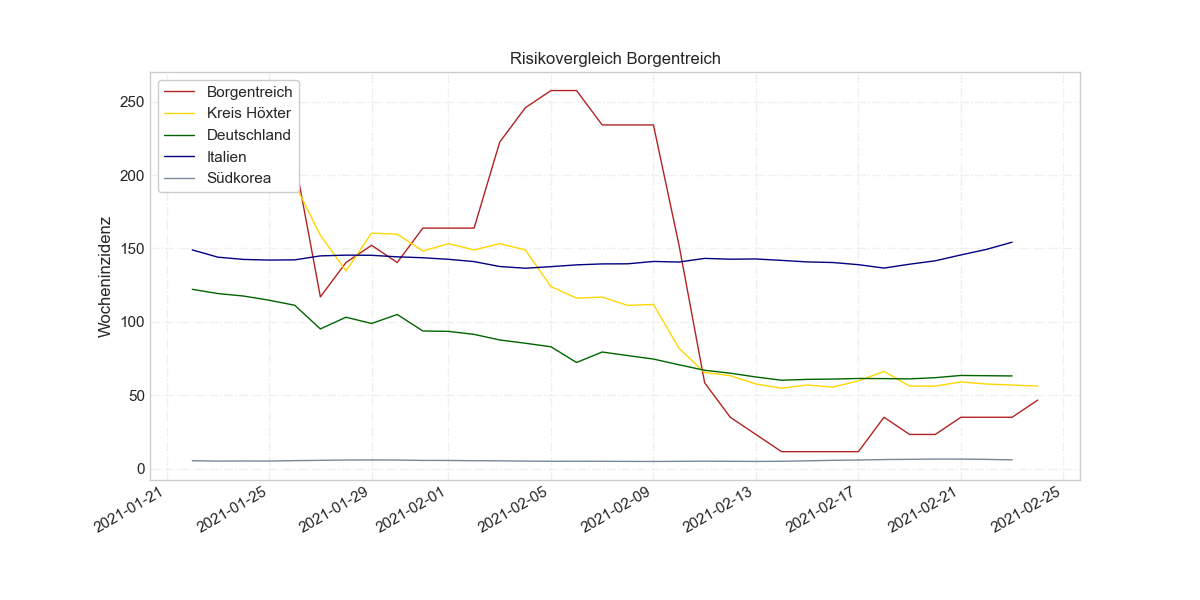 Risikovergleich Borgentreich
Borgentreich
Kreis Höxter
Deutschland
Italien
Südkorea
Wocheninzidenz
250
200
150
100
50
0
2021-01-21
2021-01-25
2021-01-29
2021-02-01
2021-02-05
2021-02-09
2021-02-13
2021-02-17
2021-02-21
2021-02-25